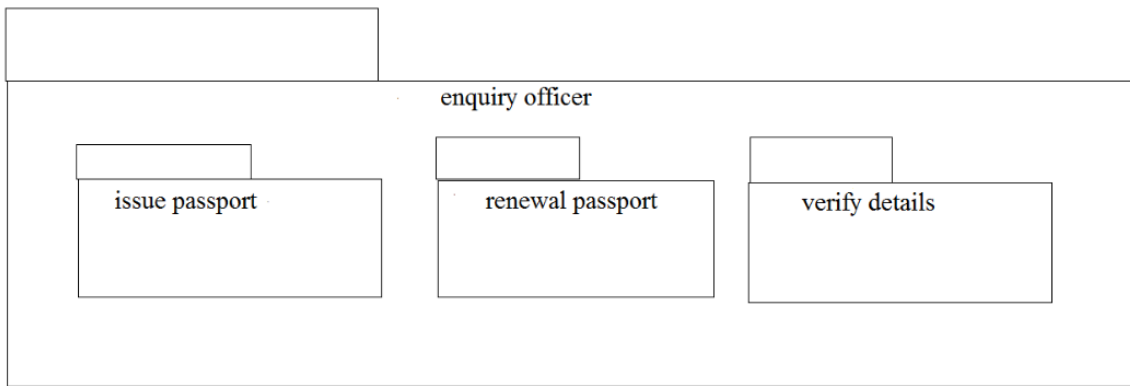 enquiry officer
issue passport
renewal passport
verify details